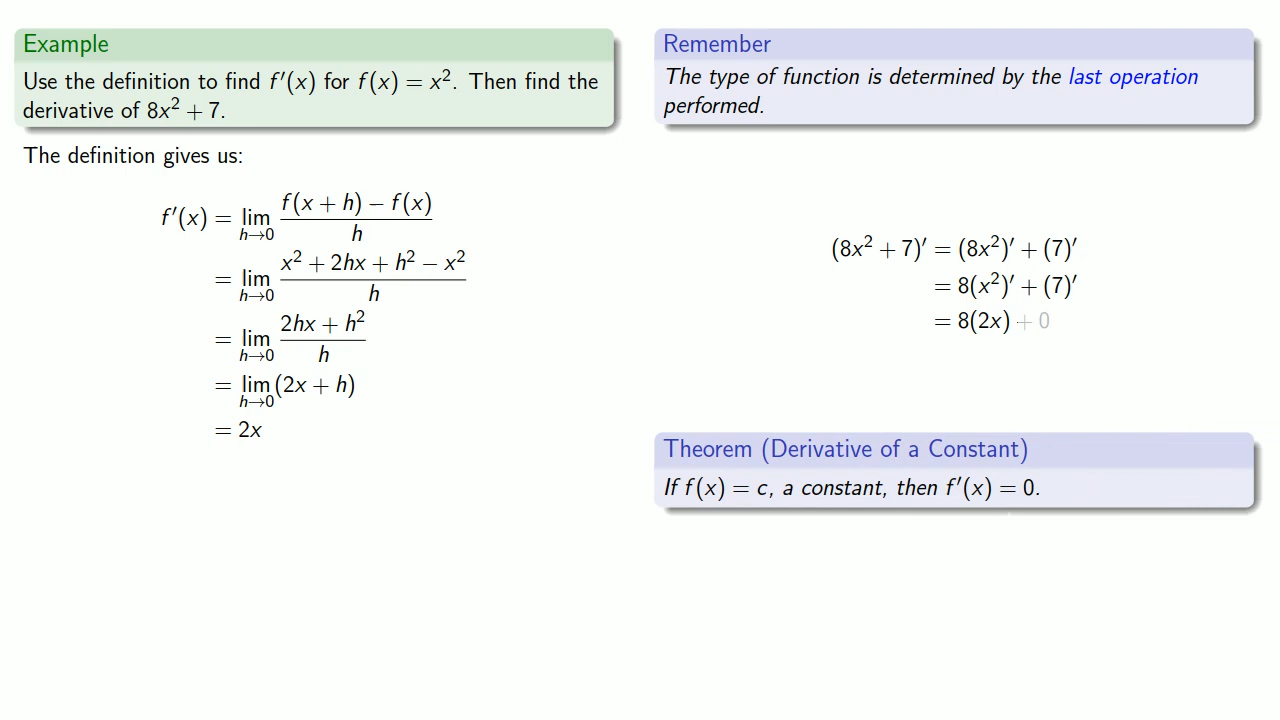 Example
Use the definition to find f′(x) for f(x) = x². Then find the
derivative of 8x² + 7.
The definition gives us:
f′(x) = lim_{h→0} \frac{f(x + h) − f(x)}{h}
= lim_{h→0} \frac{x² + 2hx + h² − x²}{h}
= lim_{h→0} \frac{2hx + h²}{h}
= lim_{h→0} (2x + h)
= 2x
Remember
The type of function is determined by the last operation
performed.
(8x² + 7)′ = (8x²)′ + (7)′
= 8(x²)′ + (7)′
= 8(2x) + 0
Theorem (Derivative of a Constant)
If f(x) = c, a constant, then f′(x) = 0.